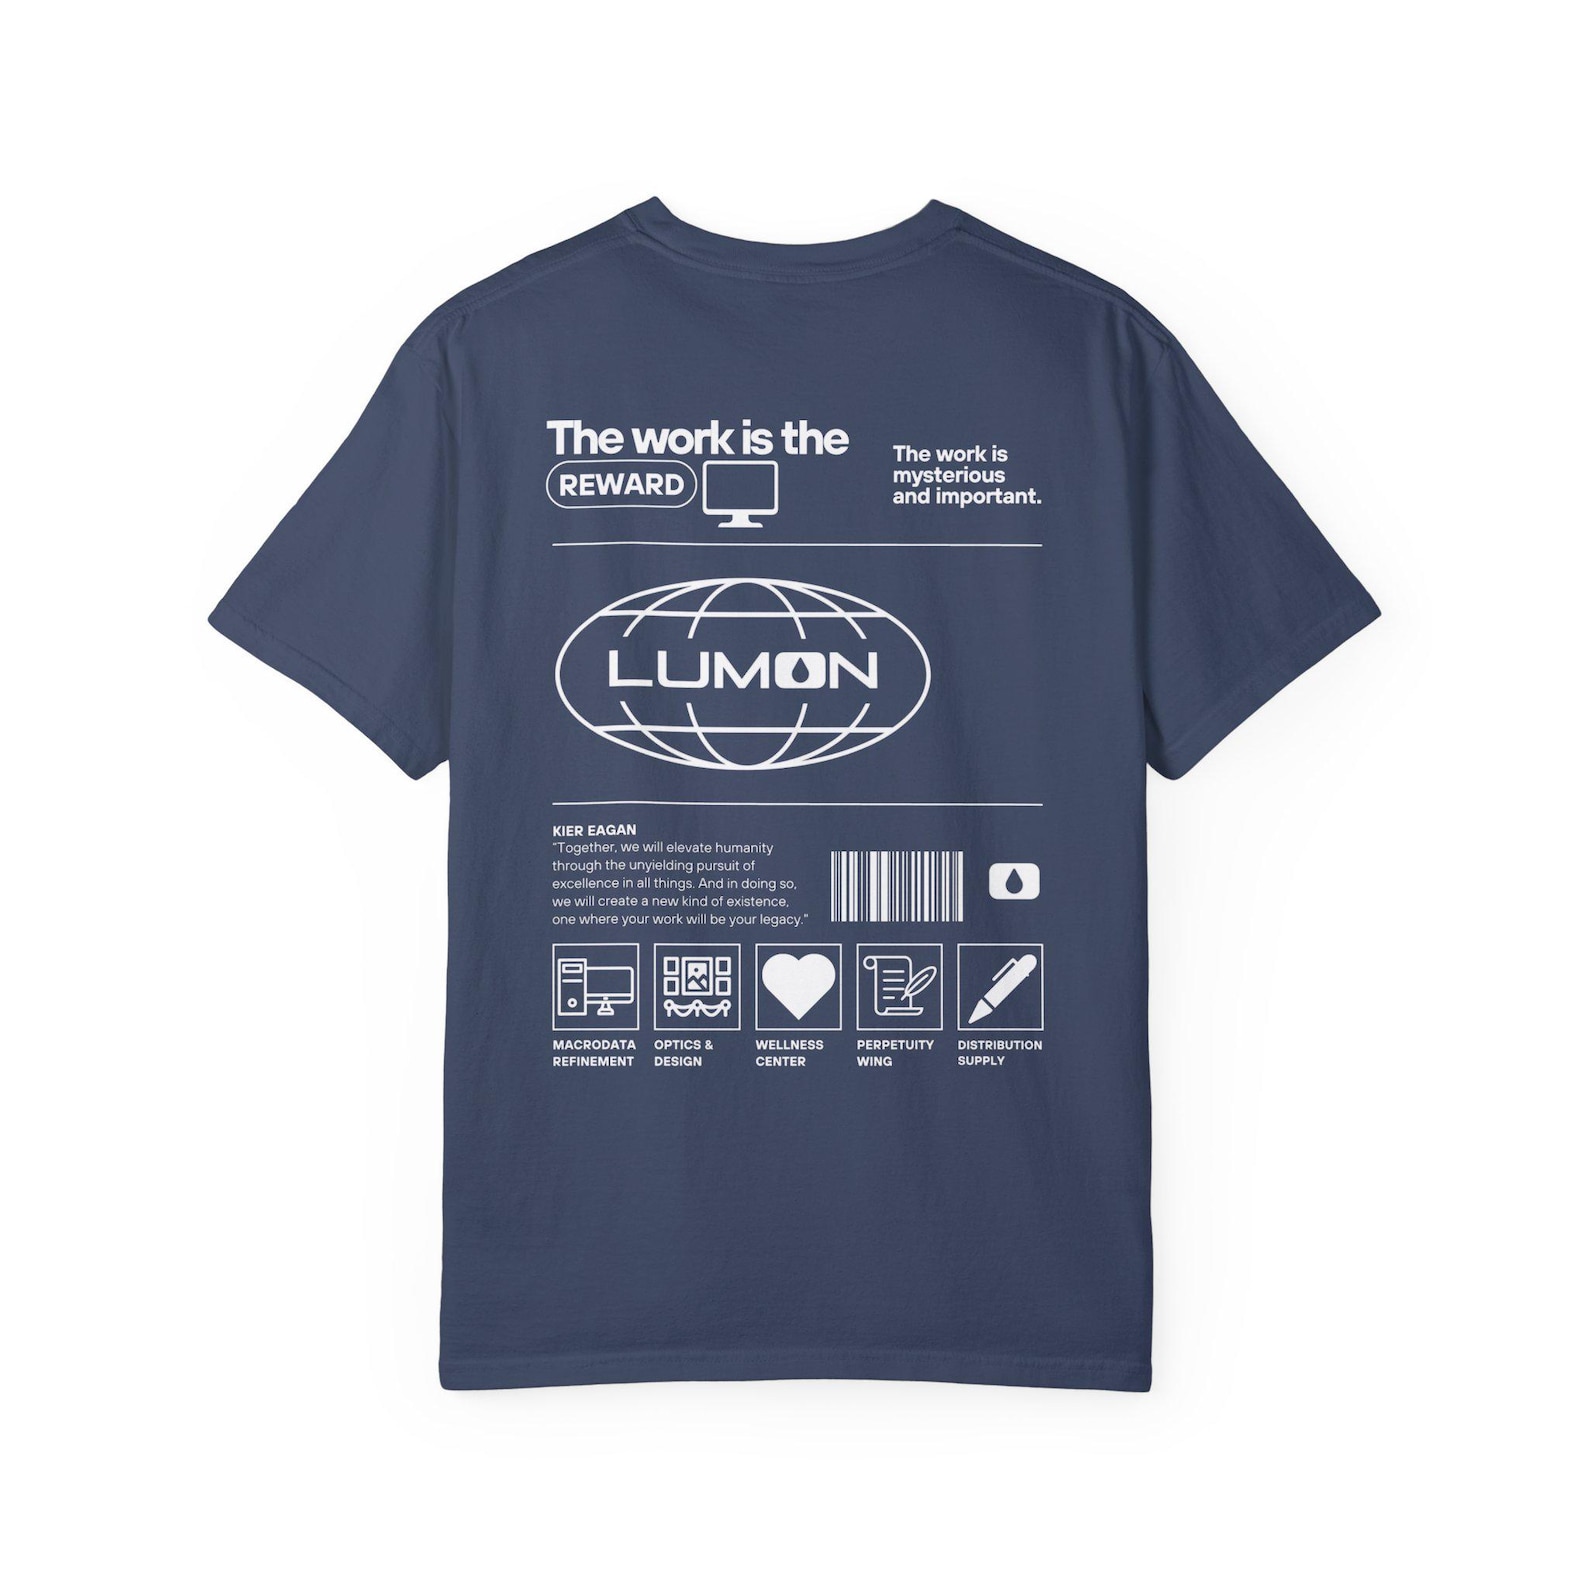 The work is the
REWARD
The work is
mysterious
and important.
LUMON
KIER EAGAN
"Together, we will elevate humanity
through the unyielding pursuit of
excellence in all things. And in doing so,
we will create a new kind of existence,
one where your work will be your legacy."
MACRODATA
REFINEMENT
OPTICS &
DESIGN
WELLNESS
CENTER
PERPETUITY
WING
DISTRIBUTION
SUPPLY